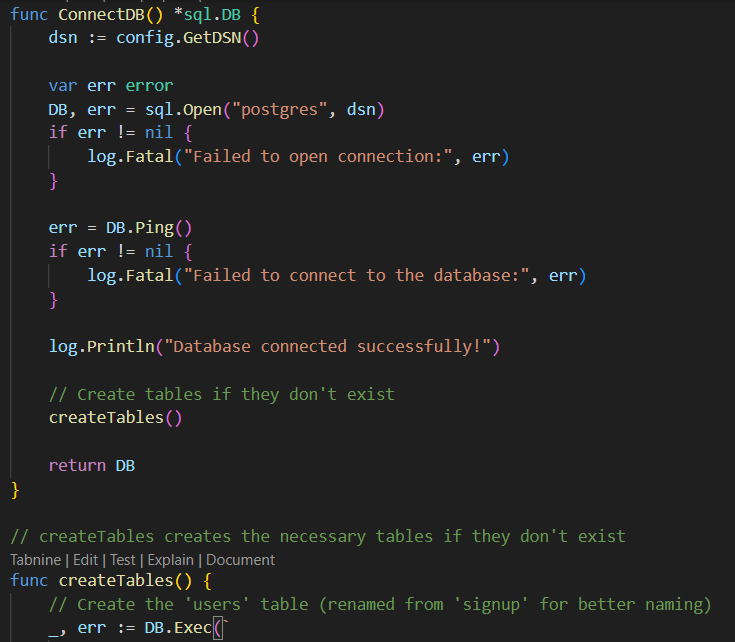 func ConnectDB() *sql.DB {
    dsn := config.GetDSN()
    var err error
    DB, err = sql.Open("postgres", dsn)
    if err != nil {
        log.Fatal("Failed to open connection:", err)
    }
    err = DB.Ping()
    if err != nil {
        log.Fatal("Failed to connect to the database:", err)
    }
    log.Println("Database connected successfully!")
    // Create tables if they don't exist
    createTables()
    return DB
}
// createTables creates the necessary tables if they don't exist
Tabnine | Edit | Test | Explain | Document
func createTables() {
    // Create the 'users' table (renamed from 'signup' for better naming)
    _, err := DB.Exec(`